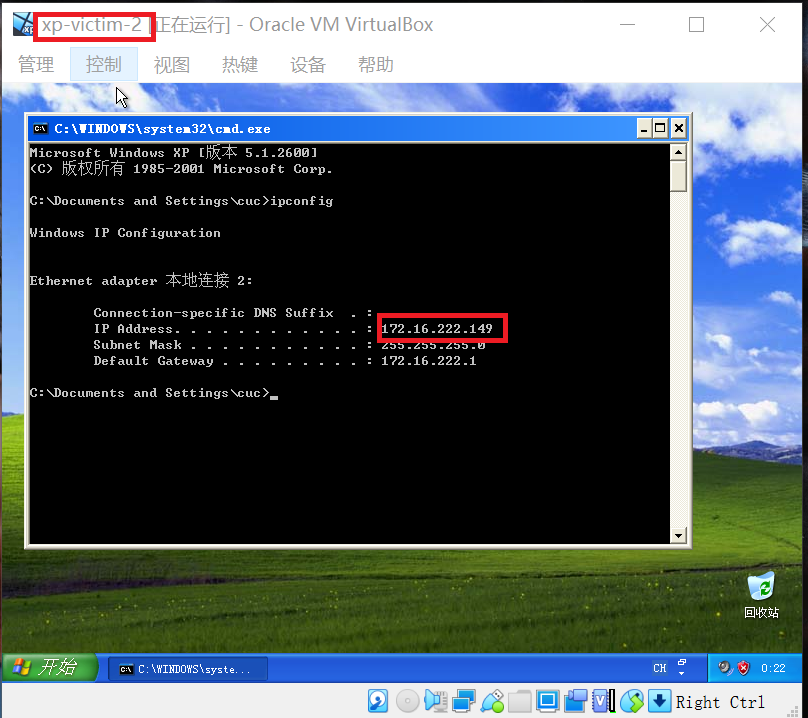 xp-victim-2 [正在运行] - Oracle VM VirtualBox
管理 控制 视图 热键 设备 帮助
C:\WINDOWS\system32\cmd.exe
Microsoft Windows XP [版本 5.1.2600]
(C) 版权所有 1985-2001 Microsoft Corp.
C:\Documents and Settings\cuc>ipconfig
Windows IP Configuration
Ethernet adapter 本地连接 2:
Connection-specific DNS Suffix  . :
IP Address. . . . . . . . . . . . : 172.16.222.149
Subnet Mask . . . . . . . . . . . : 255.255.255.0
Default Gateway . . . . . . . . . : 172.16.222.1
C:\Documents and Settings\cuc>
回收站
开始 C:\WINDOWS\syste... CH 0:22
Right Ctrl